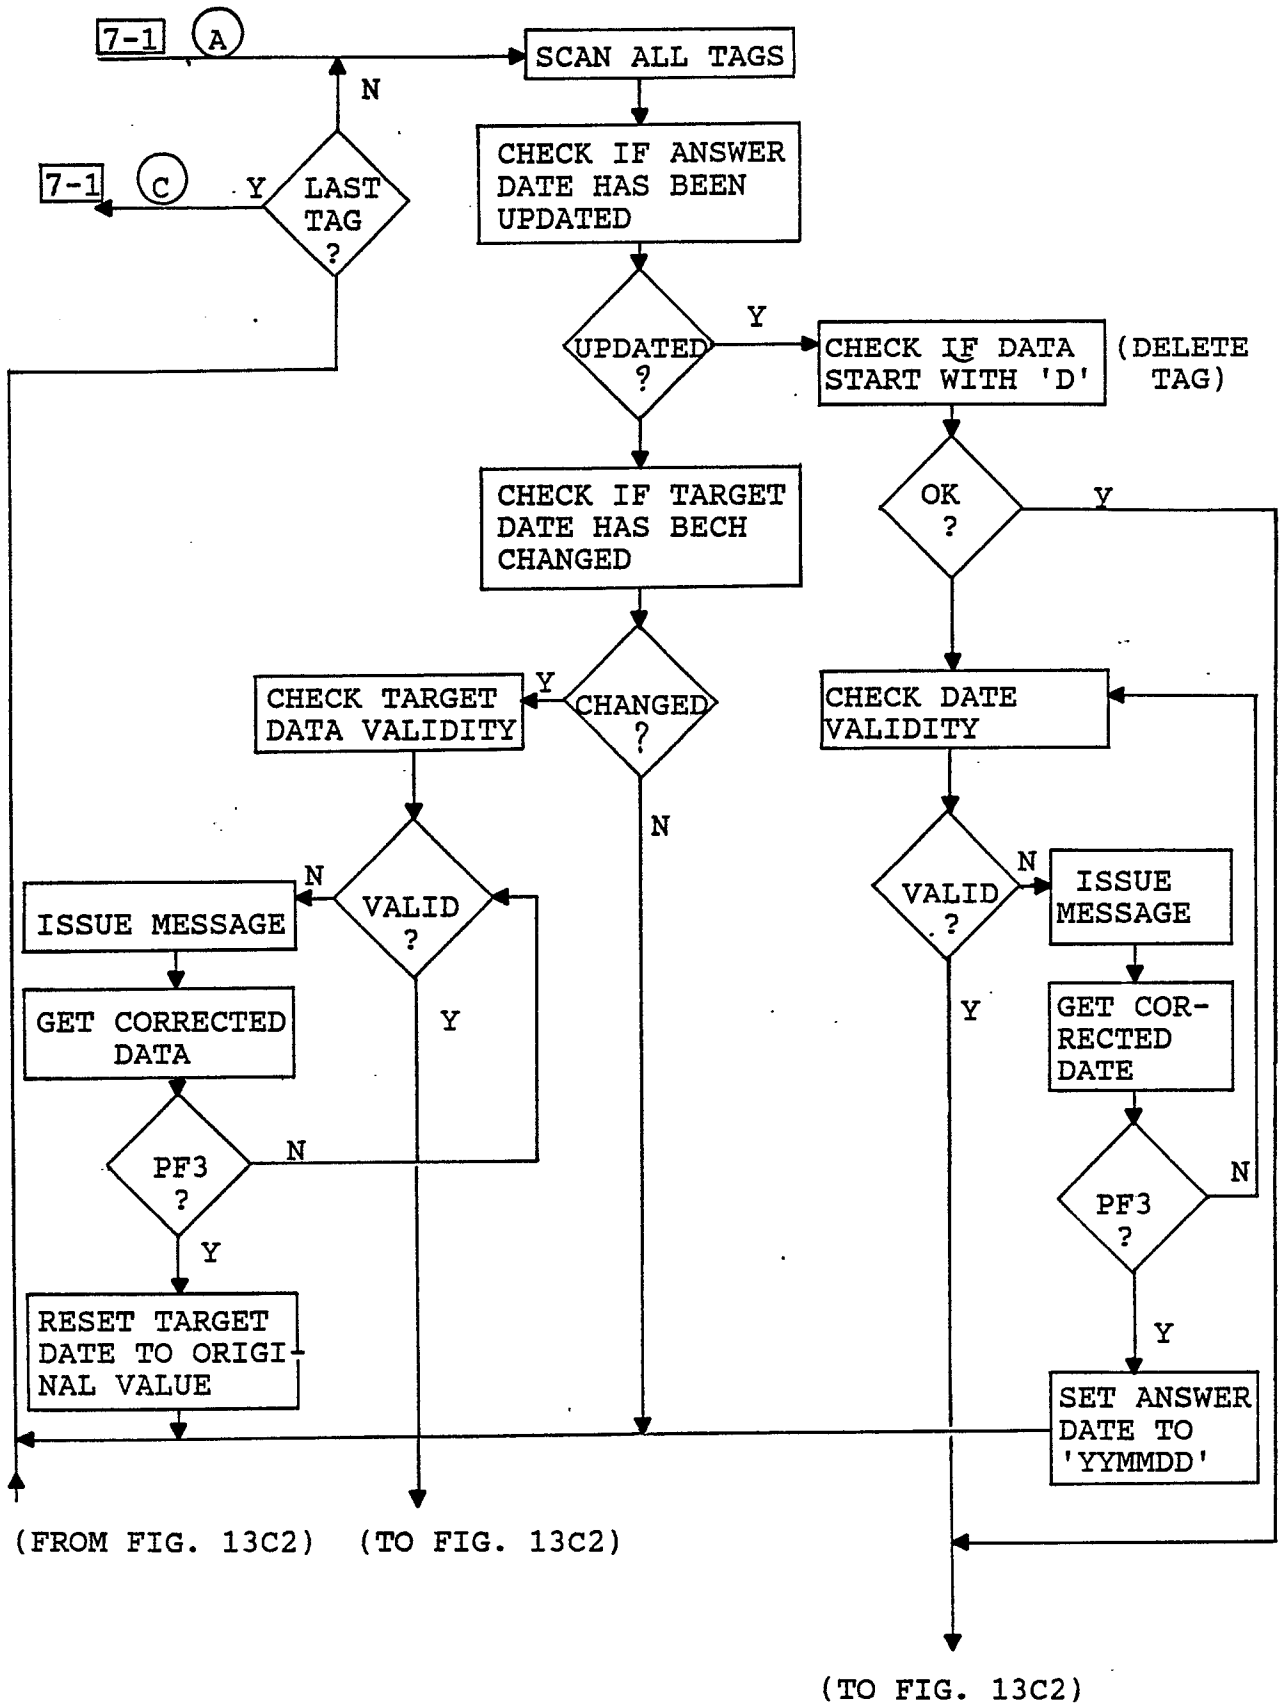 7-1 A
SCAN ALL TAGS
N
CHECK IF ANSWER
DATE HAS BEEN
UPDATED
7-1 C Y
LAST
TAG
?
UPDATED
?
Y
CHECK IF DATA
START WITH 'D'
(DELETE
TAG)
CHECK IF TARGET
DATE HAS BECH
CHANGED
OK
?
Y
CHECK TARGET
DATA VALIDITY
Y
CHANGED
?
CHECK DATE
VALIDITY
N
N
VALID
?
ISSUE MESSAGE
VALID
?
N
ISSUE
MESSAGE
GET CORRECTED
DATA
Y
Y
GET COR-
RECTED
DATE
PF3
?
N
PF3
?
N
Y
RESET TARGET
DATE TO ORIGI-
NAL VALUE
Y
SET ANSWER
DATE TO
'YYMMDD'
(FROM FIG. 13C2) (TO FIG. 13C2)
(TO FIG. 13C2)